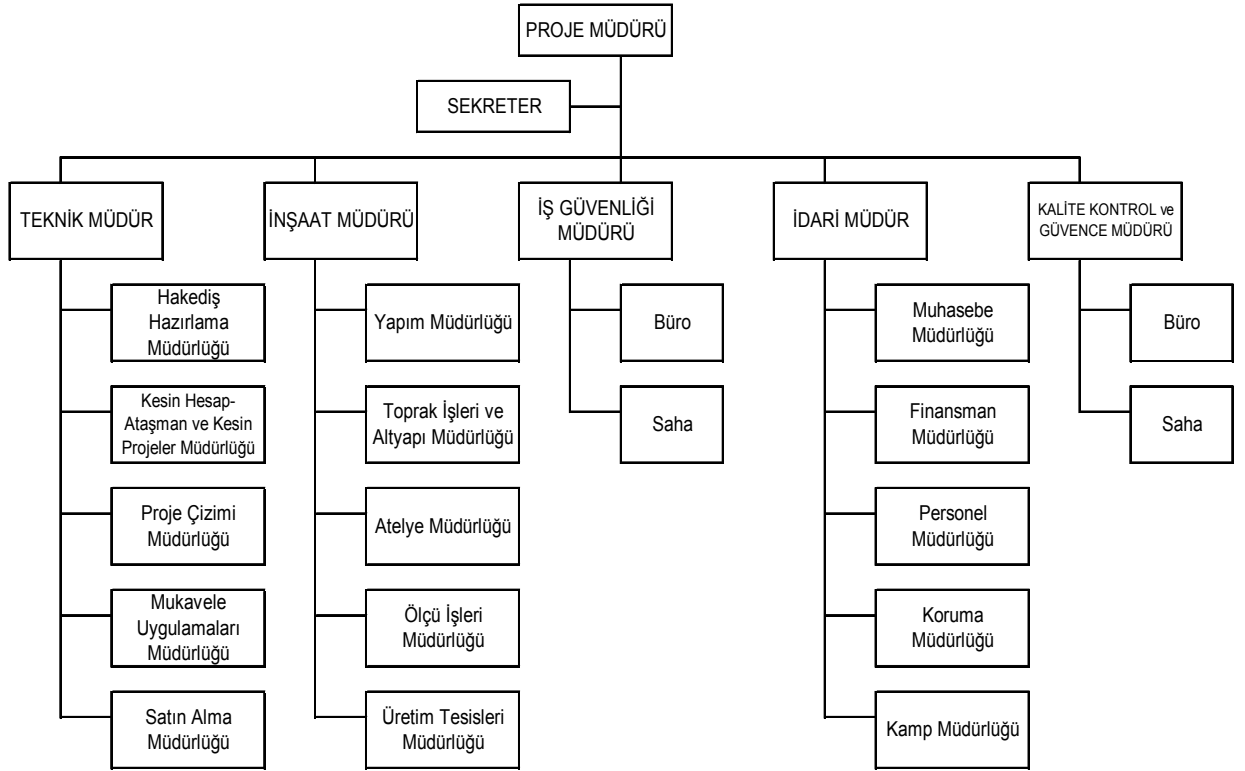 PROJE MÜDÜRÜ
SEKRETER
TEKNİK MÜDÜR
İNŞAAT MÜDÜRÜ
İŞ GÜVENLİĞİ
MÜDÜRÜ
İDARİ MÜDÜR
KALİTE KONTROL ve
GÜVENCE MÜDÜRÜ
Hakediş
Hazırlama
Müdürlüğü
Kesin Hesap-
Ataşman ve Kesin
Projeler Müdürlüğü
Proje Çizimi
Müdürlüğü
Mukavele
Uygulamaları
Müdürlüğü
Satın Alma
Müdürlüğü
Yapım Müdürlüğü
Toprak İşleri ve
Altyapı Müdürlüğü
Atelye Müdürlüğü
Ölçü İşleri
Müdürlüğü
Üretim Tesisleri
Müdürlüğü
Büro
Saha
Muhasebe
Müdürlüğü
Finansman
Müdürlüğü
Personel
Müdürlüğü
Koruma
Müdürlüğü
Kamp Müdürlüğü
Büro
Saha